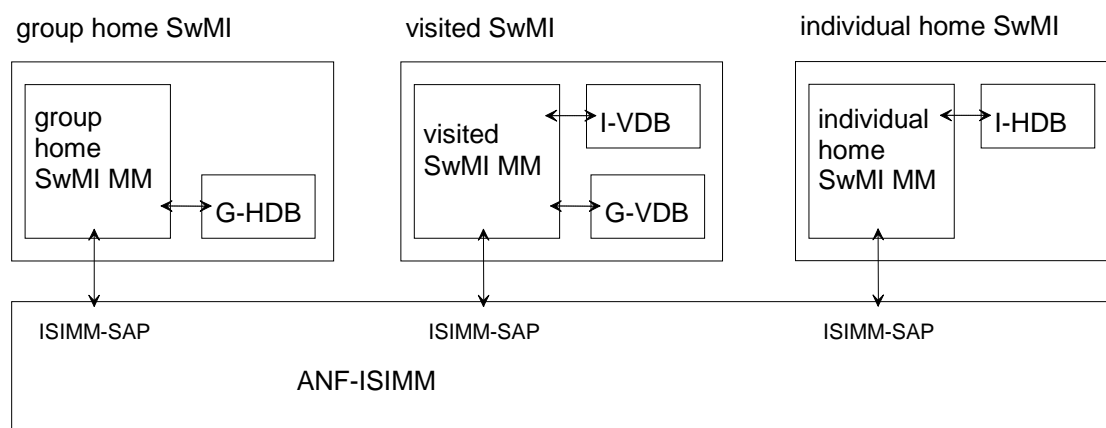 group home SwMI
visited SwMI
individual home SwMI
group
home
SwMI MM
G-HDB
visited
SwMI MM
I-VDB
G-VDB
individual
home
SwMI MM
I-HDB
ISIMM-SAP
ISIMM-SAP
ISIMM-SAP
ANF-ISIMM